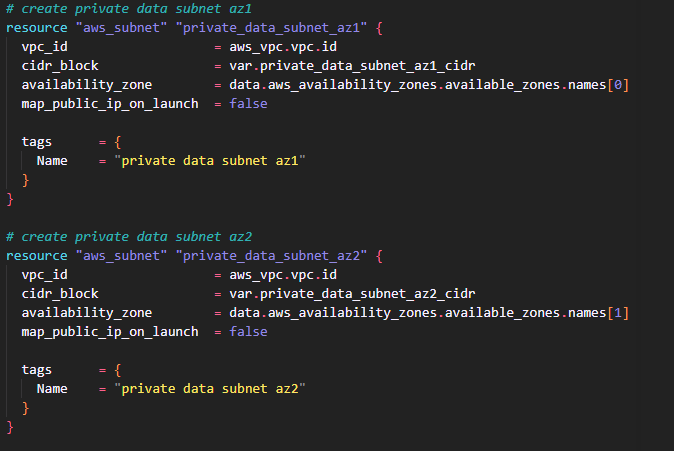 # create private data subnet az1
resource "aws_subnet" "private_data_subnet_az1" {
  vpc_id                   = aws_vpc.vpc.id
  cidr_block               = var.private_data_subnet_az1_cidr
  availability_zone        = data.aws_availability_zones.available_zones.names[0]
  map_public_ip_on_launch  = false

  tags      = {
    Name    = "private data subnet az1"
  }
}

# create private data subnet az2
resource "aws_subnet" "private_data_subnet_az2" {
  vpc_id                   = aws_vpc.vpc.id
  cidr_block               = var.private_data_subnet_az2_cidr
  availability_zone        = data.aws_availability_zones.available_zones.names[1]
  map_public_ip_on_launch  = false

  tags      = {
    Name    = "private data subnet az2"
  }
}